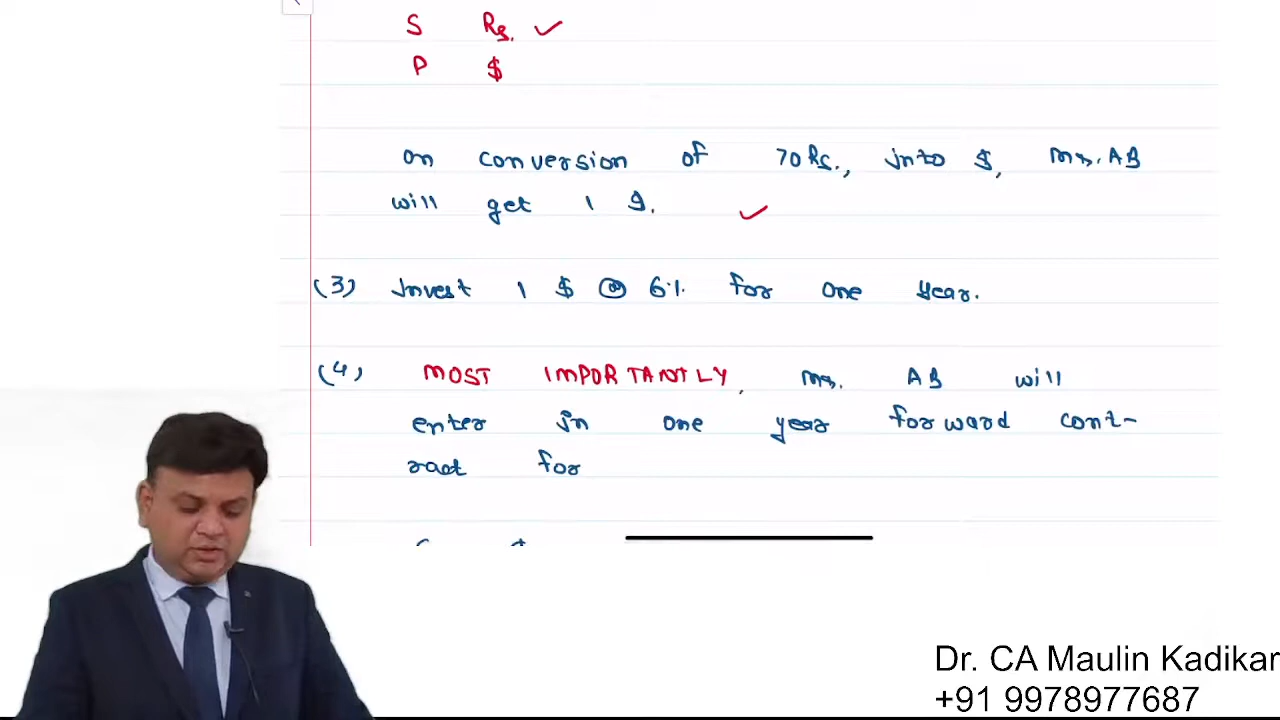 S Rs. ✓
P $
on conversion of 70 Rs., into $, Mr. AB
will get 1 $. ✓
(3) Invest 1 $ @ 6% for one year.
(4) MOST IMPORTANTLY, Mr. AB will
enter in one year forward cont-
ract for
Dr. CA Maulin Kadikar
+91 9978977687